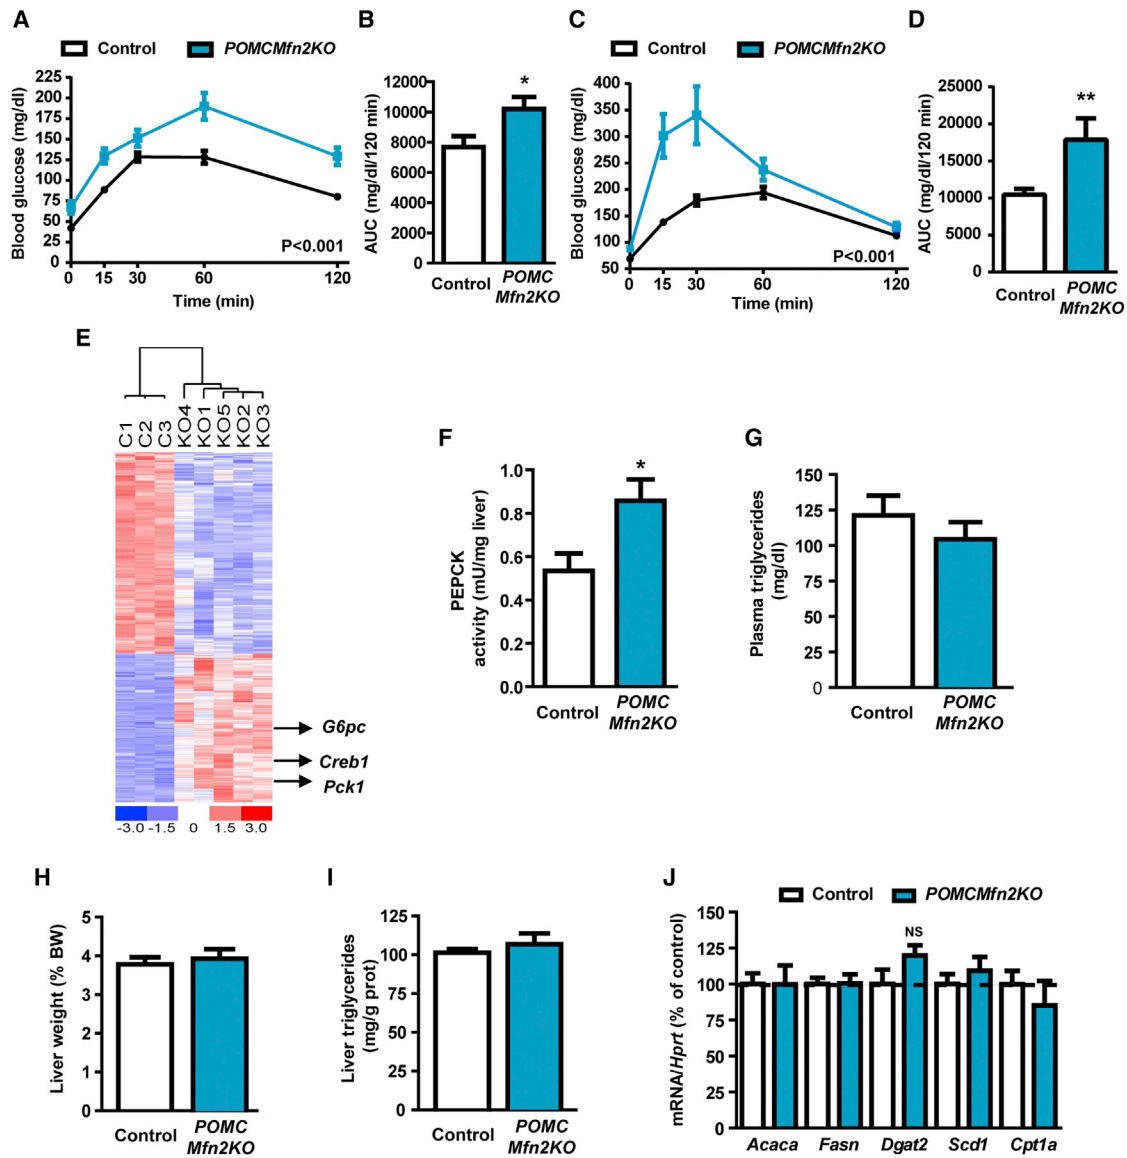 A
Control
POMCMfn2KO
Blood glucose (mg/dl)
225
200
175
150
125
100
75
50
25
0
P<0.001
0 15 30 60 120
Time (min)
B
AUC (mg/dl/120 min)
12000
10000
8000
6000
4000
2000
0
*
Control
POMC
Mfn2KO
C
Control
POMCMfn2KO
Blood glucose (mg/dl)
400
350
300
250
200
150
100
50
P<0.001
0 15 30 60 120
Time (min)
D
AUC (mg/dl/120 min)
25000
20000
15000
10000
5000
0
**
Control
POMC
Mfn2KO
E
C1 C2 C3 KO4 KO1 KO5 KO2 KO3
G6pc
Creb1
Pck1
-3.0 -1.5 0 1.5 3.0
F
PEPCK
activity (mU/mg liver)
1.0
0.8
0.6
0.4
0.2
0.0
*
Control
POMC
Mfn2KO
G
Plasma triglycerides
(mg/dl)
150
125
100
75
50
25
0
Control
POMC
Mfn2KO
H
Liver weight (% BW)
5
4
3
2
1
0
Control
POMC
Mfn2KO
I
Liver triglycerides
(mg/g prot)
125
100
75
50
25
0
Control
POMC
Mfn2KO
J
Control
POMCMfn2KO
mRNA/Hprt (% of control)
150
125
100
75
50
25
0
NS
Acaca Fasn Dgat2 Scd1 Cpt1a